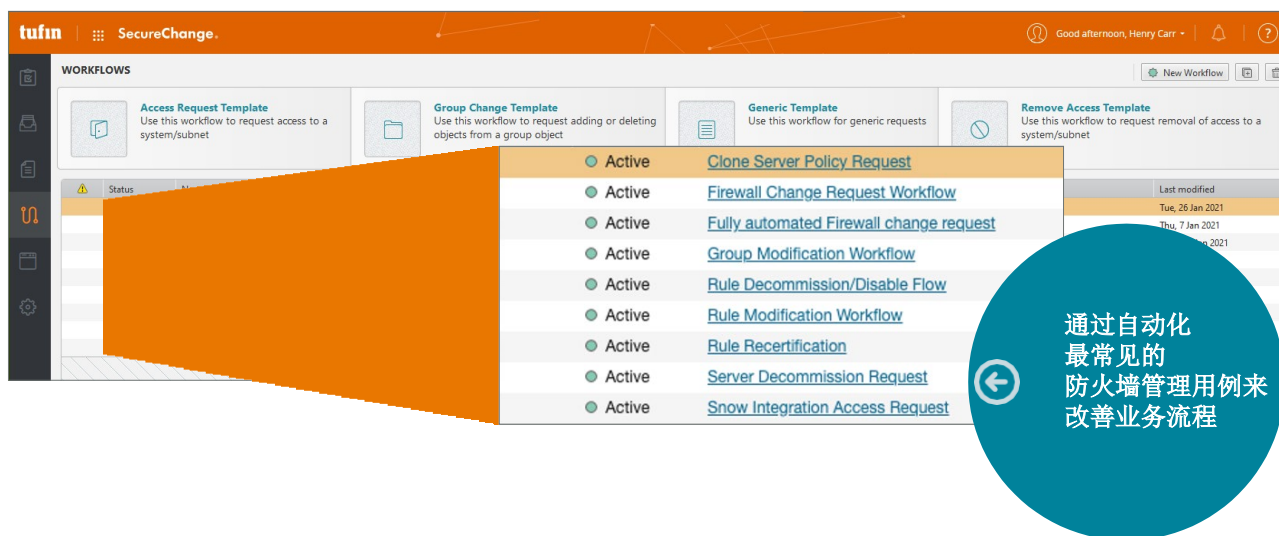 tufin SecureChange.
Good afternoon, Henry Carr
?
WORKFLOWS
New Workflow
Access Request Template
Use this workflow to request access to a
system/subnet
Group Change Template
Use this workflow to request adding or deleting
objects from a group object
Generic Template
Use this workflow for generic requests
Remove Access Template
Use this workflow to request removal of access to a
system/subnet
Status
Last modified
Tue, 26 Jan 2021
Thu, 7 Jan 2021
2021
Active Clone Server Policy Request
Active Firewall Change Request Workflow
Active Fully automated Firewall change request
Active Group Modification Workflow
Active Rule Decommission/Disable Flow
Active Rule Modification Workflow
Active Rule Recertification
Active Server Decommission Request
Active Snow Integration Access Request
通过自动化
最常见的
防火墙管理用例来
改善业务流程